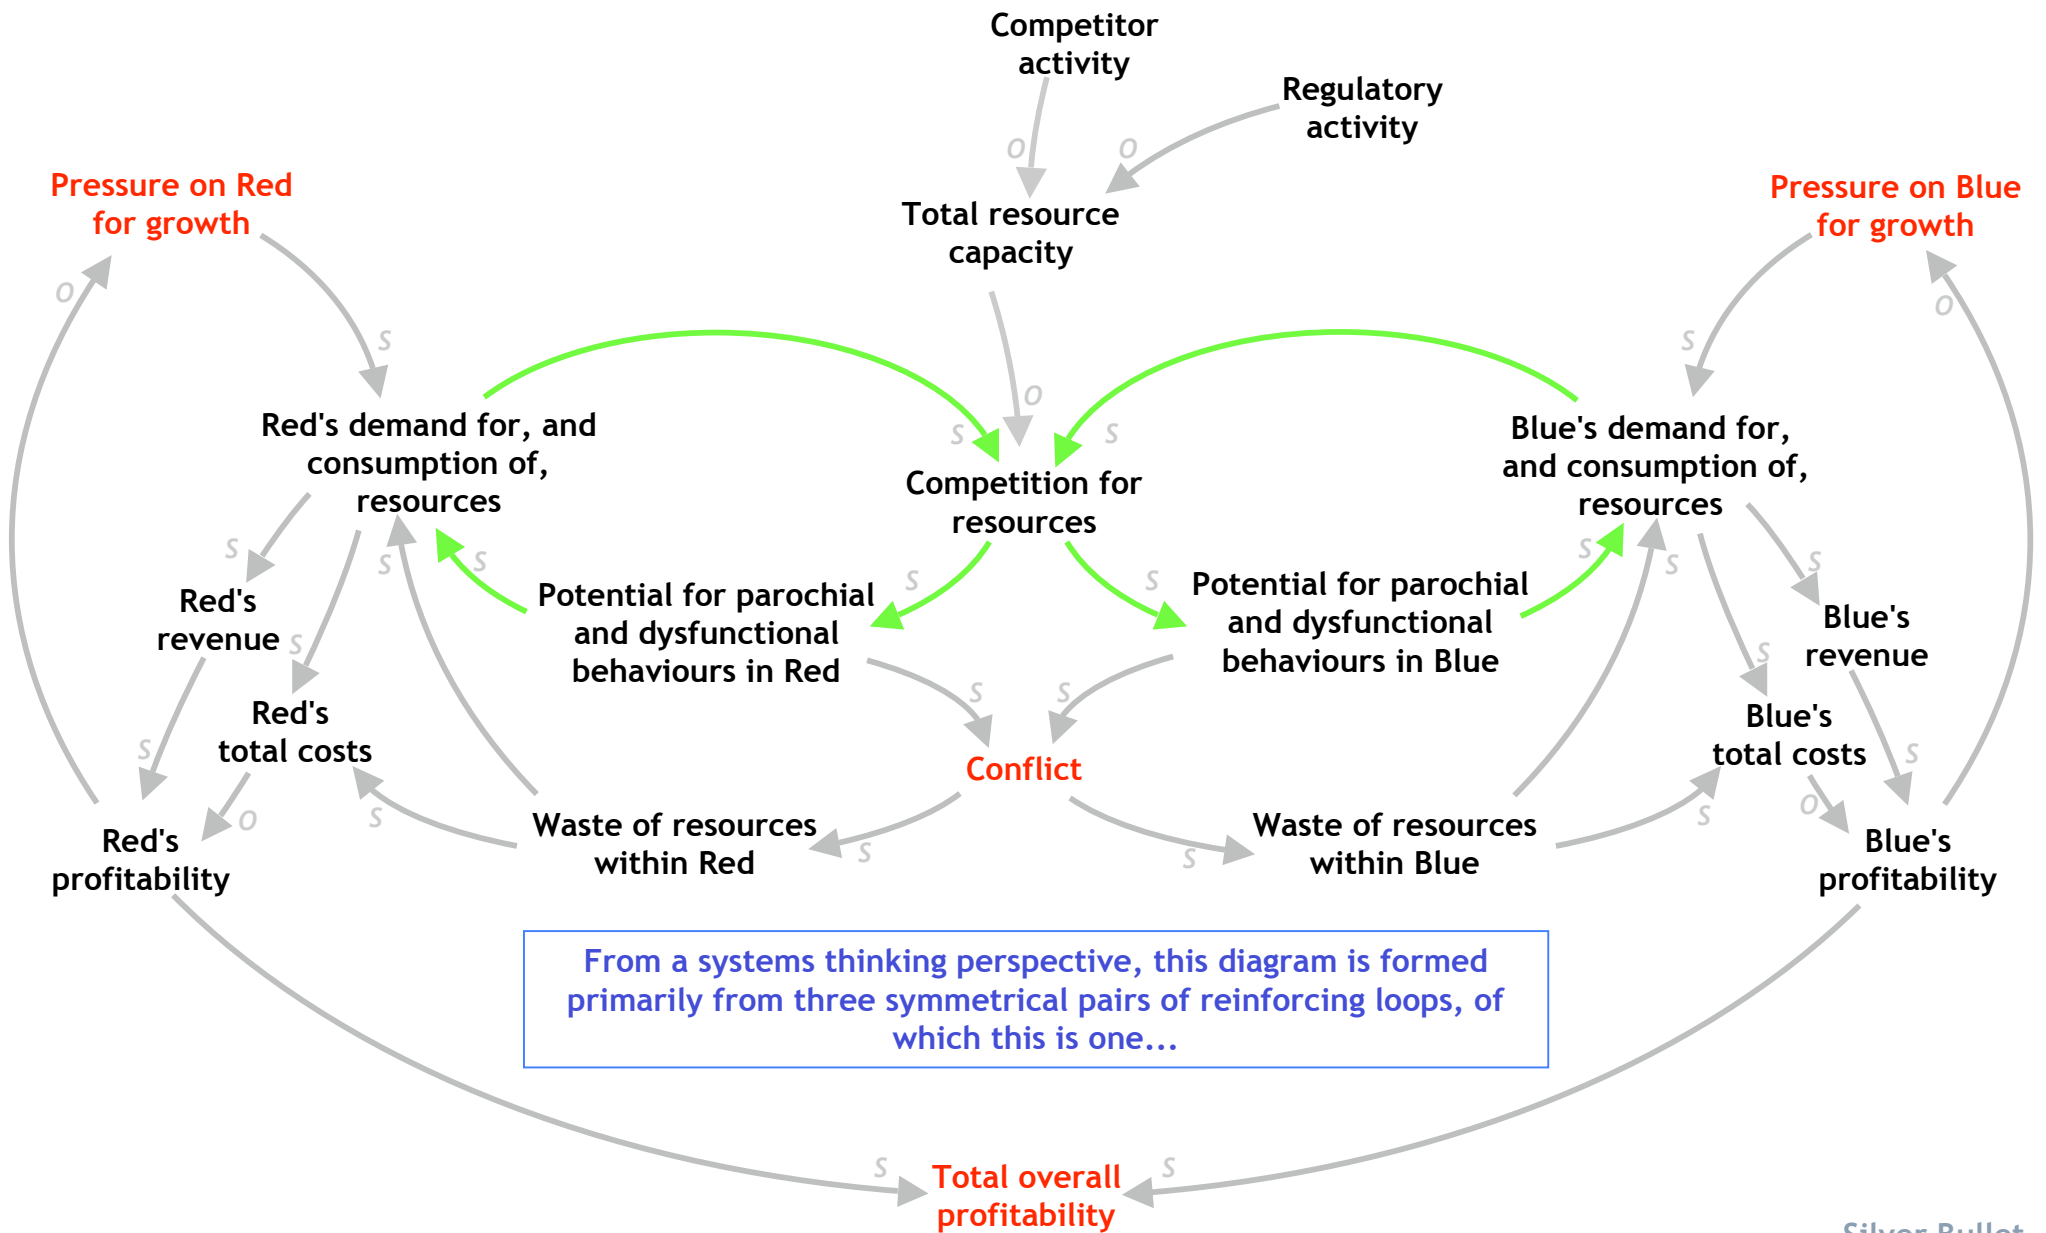 Competitor
activity
Regulatory
activity
O
O
Pressure on Red
for growth
Pressure on Blue
for growth
Total resource
capacity
O
O
S
S
O
S
S
Red's demand for, and
consumption of,
resources
Blue's demand for,
and consumption of,
resources
Competition for
resources
S
S
S
S
S
S
S
S
Potential for parochial
and dysfunctional
behaviours in Red
Potential for parochial
and dysfunctional
behaviours in Blue
Red's
revenue
Blue's
revenue
S
S
S
S
Red's
total costs
Blue's
total costs
S
S
Conflict
O
S
S
O
Waste of resources
within Red
Waste of resources
within Blue
S
S
Red's
profitability
Blue's
profitability
From a systems thinking perspective, this diagram is formed
primarily from three symmetrical pairs of reinforcing loops, of
which this is one...
S
S
Total overall
profitability
Silver Bullet